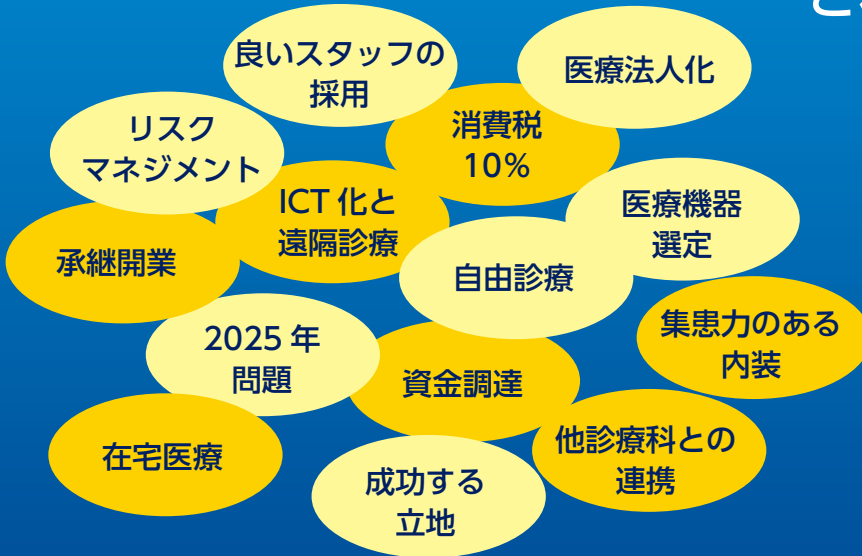 良いスタッフの
採用
医療法人化
消費税
10%
リスク
マネジメント
ICT 化と
遠隔診療
医療機器
選定
承継開業
自由診療
集患力のある
内装
2025 年
問題
資金調達
在宅医療
他診療科との
連携
成功する
立地